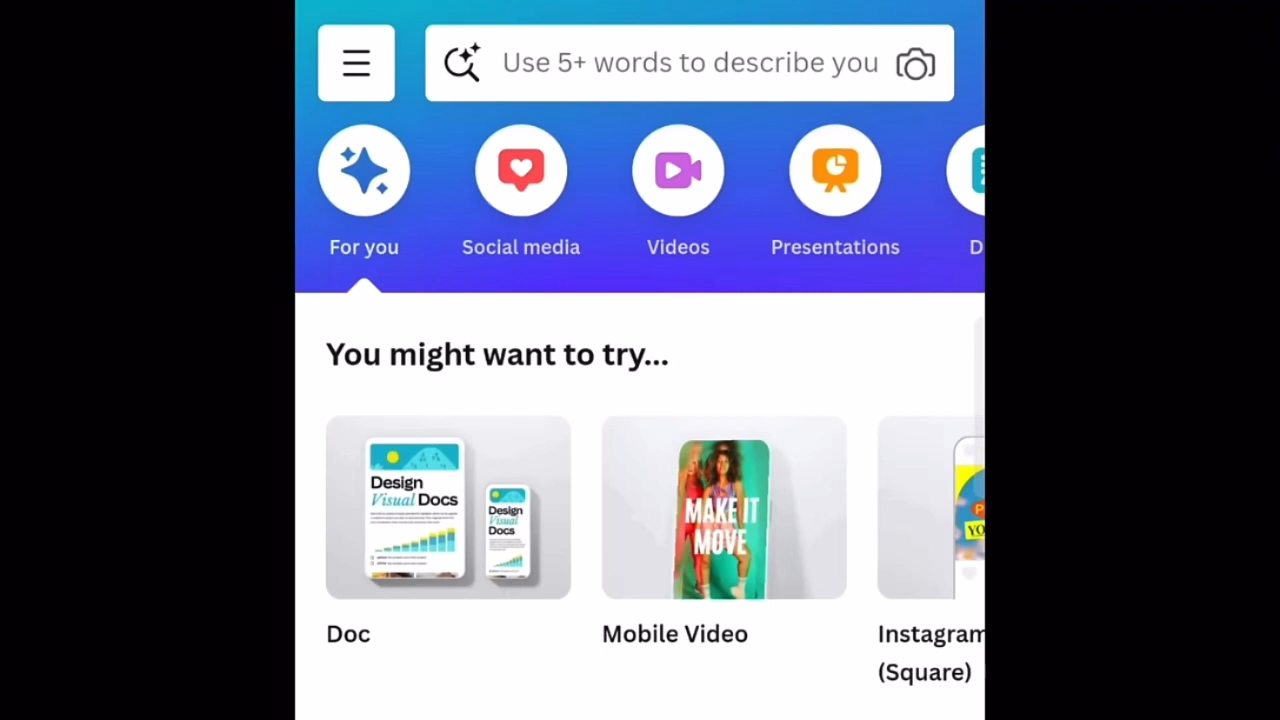 Use 5+ words to describe you
For you
Social media
Videos
Presentations
D
You might want to try...
Design
Visual Docs
Design
Visual
Docs
MAKE IT
MOVE
YO
Doc
Mobile Video
Instagram
(Square)